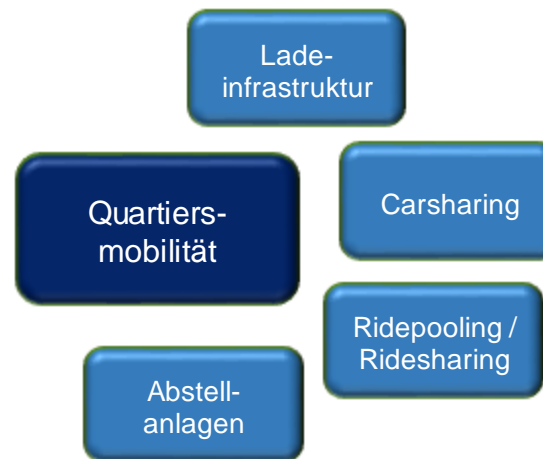 Lade-
infrastruktur
Quartiers-
mobilität
Carsharing
Ridepooling /
Ridesharing
Abstell-
anlagen